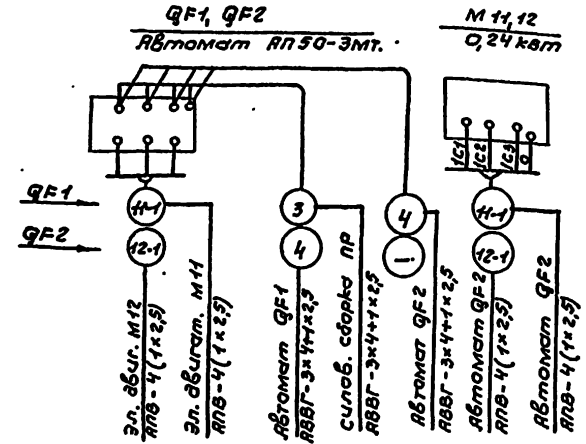 QF1, QF2
Автомат АП50-3МТ.
М11,12
0,24 квт
1С1
1С2
1С3
0
QF1
QF2
11-1
12-1
3
4
4
—
11-1
12-1
Эл. двиг. М12
АПВ-4(1×2,5)
Эл. двигат. М11
АПВ-4(1×2,5)
Автомат QF1
АВВГ-3×4+1×2,5
силов. сборка ПР
АВВГ-3×4+1×2,5
Автомат QF2
АВВГ-3×4+1×2,5
Автомат QF2
АПВ-4(1×2,5)
Автомат QF2
АПВ-4(1×2,5)